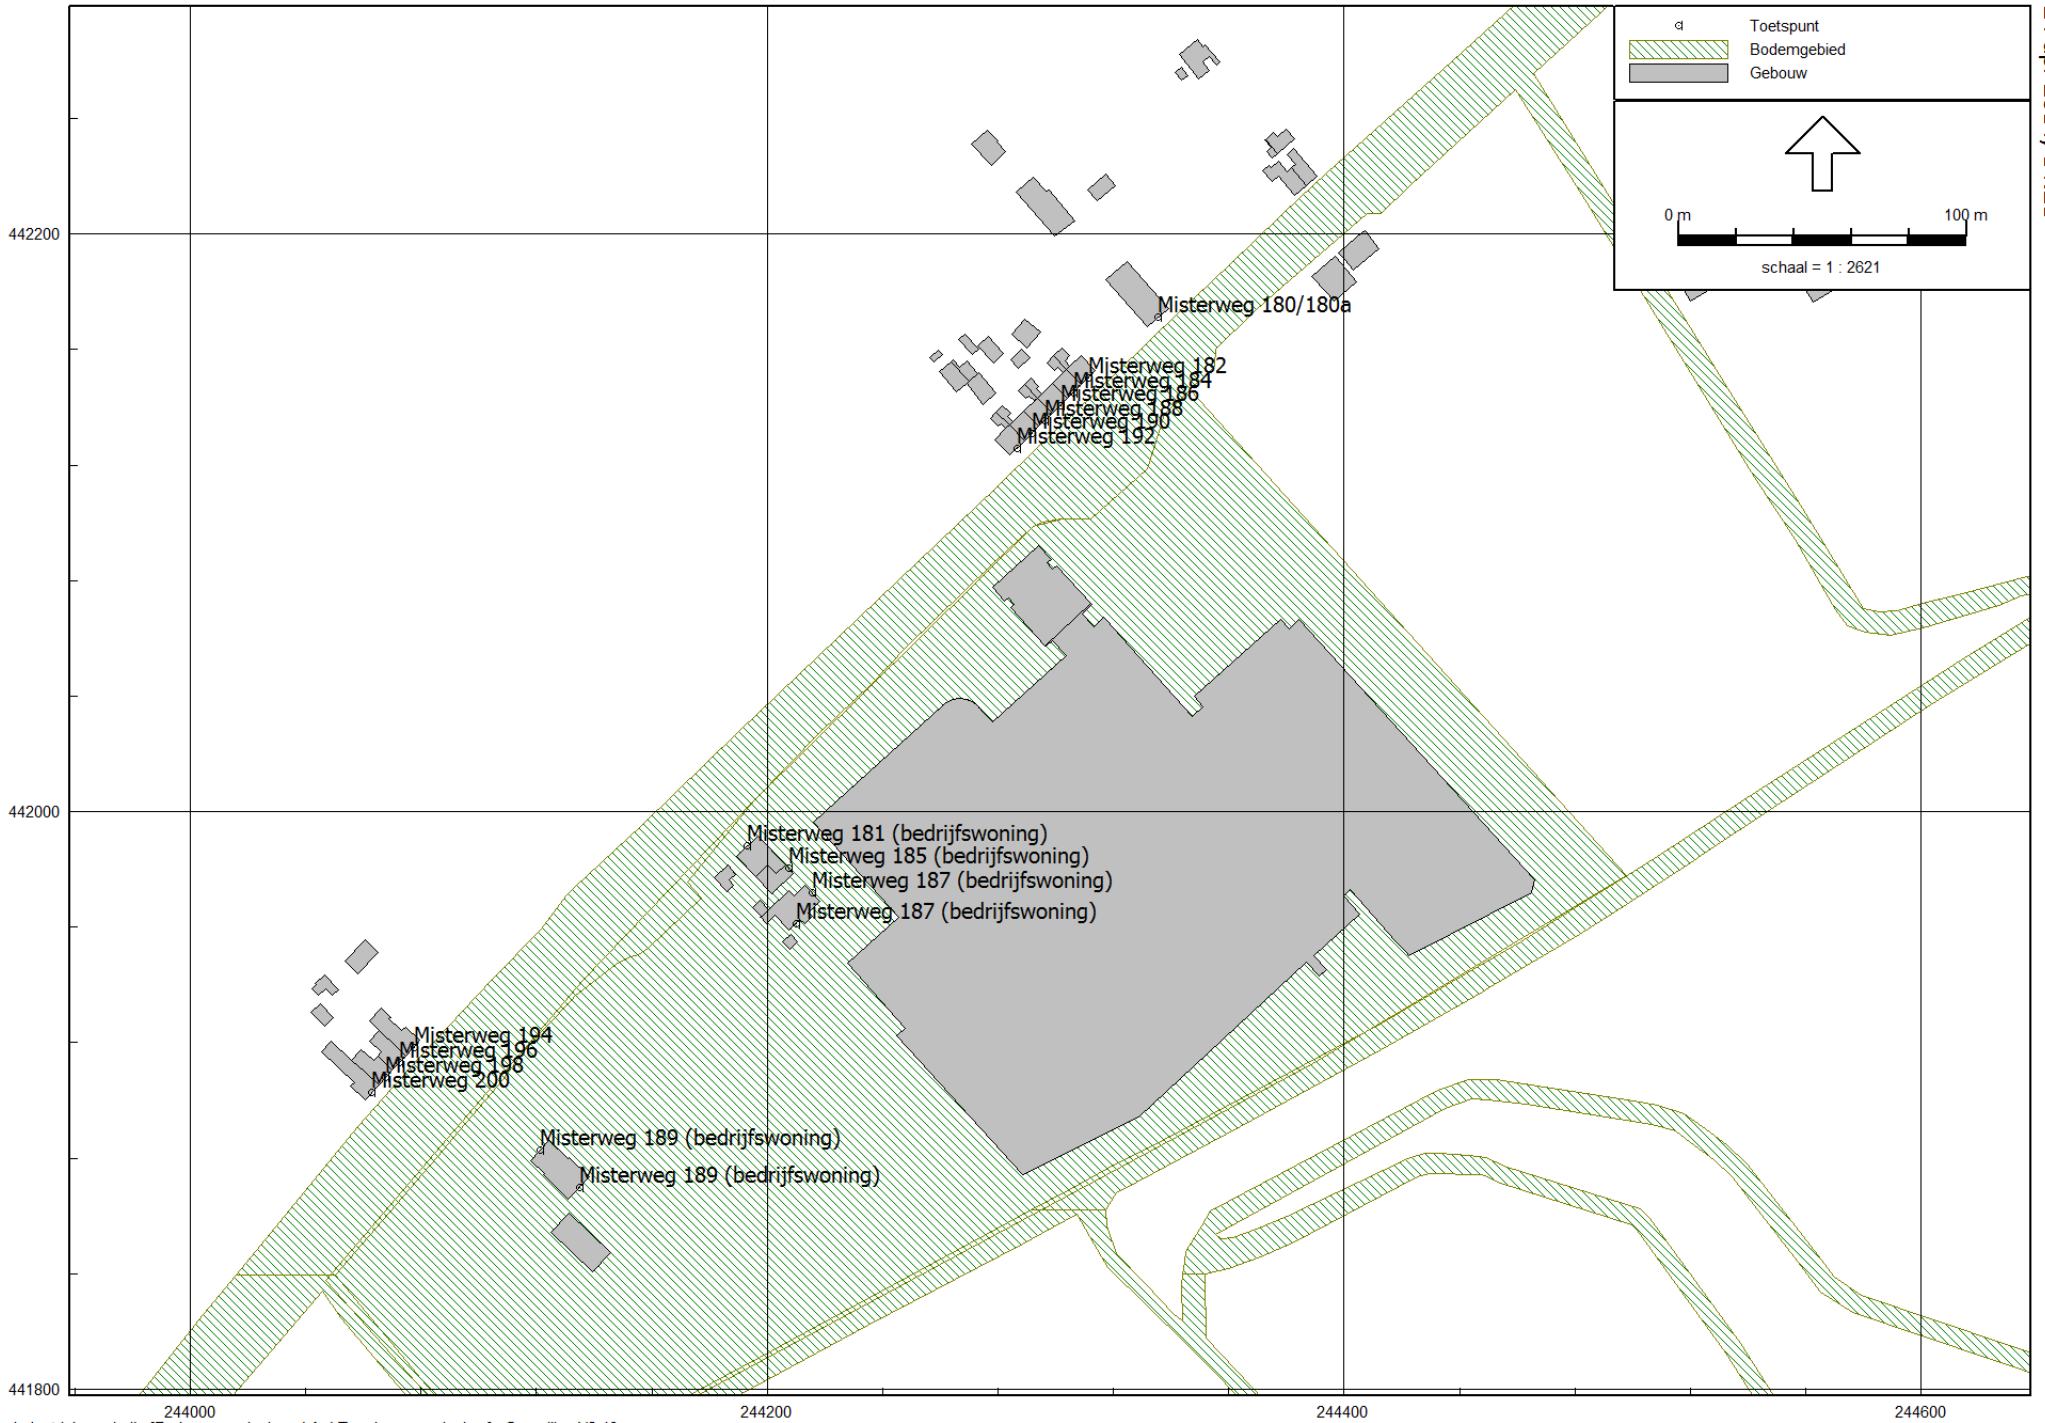 Toetspunt
Bodemgebied
Gebouw
0 m 100 m
schaal = 1 : 2621
442200
Misterweg 180/180a
Misterweg 182
Misterweg 184
Misterweg 186
Misterweg 188
Misterweg 190
Misterweg 192
442000
Misterweg 181 (bedrijfswoning)
Misterweg 185 (bedrijfswoning)
Misterweg 187 (bedrijfswoning)
Misterweg 187 (bedrijfswoning)
Misterweg 194
Misterweg 196
Misterweg 198
Misterweg 200
Misterweg 189 (bedrijfswoning)
Misterweg 189 (bedrijfswoning)
441800
244000 244200 244400 244600